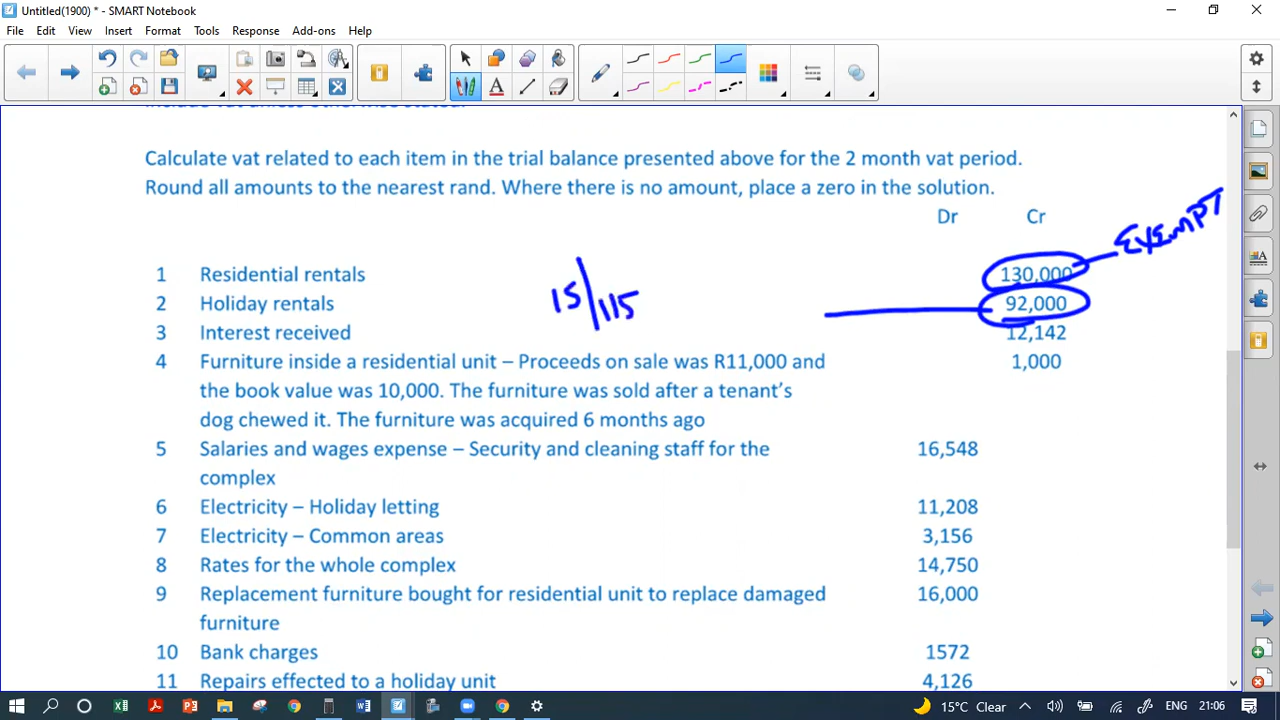 Untitled(1900) * - SMART Notebook
File Edit View Insert Format Tools Response Add-ons Help
Calculate vat related to each item in the trial balance presented above for the 2 month vat period.
Round all amounts to the nearest rand. Where there is no amount, place a zero in the solution.
Dr Cr
EXEMPT
1 Residential rentals 130,000
15/115
2 Holiday rentals 92,000
3 Interest received 12,142
4 Furniture inside a residential unit – Proceeds on sale was R11,000 and 1,000
the book value was 10,000. The furniture was sold after a tenant's
dog chewed it. The furniture was acquired 6 months ago
5 Salaries and wages expense – Security and cleaning staff for the 16,548
complex
6 Electricity – Holiday letting 11,208
7 Electricity – Common areas 3,156
8 Rates for the whole complex 14,750
9 Replacement furniture bought for residential unit to replace damaged 16,000
furniture
10 Bank charges 1572
11 Repairs effected to a holiday unit 4,126
15°C Clear ENG 21:06